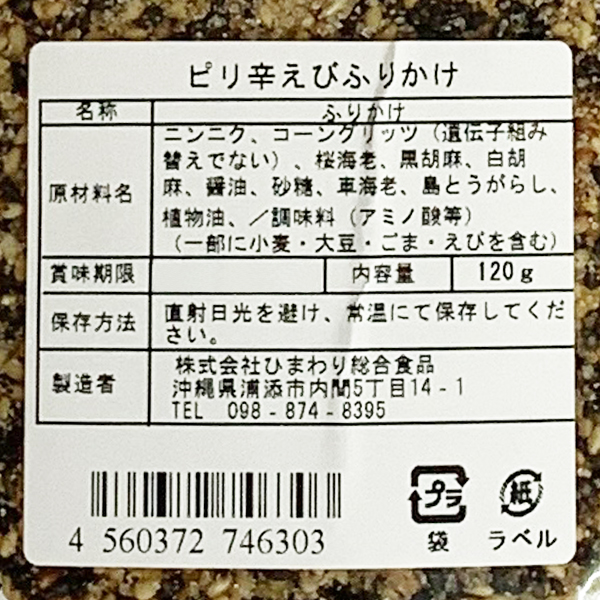 ピリ辛えびふりかけ
名称 ふりかけ
原材料名
ニンニク、コーングリッツ（遺伝子組み
替えでない）、桜海老、黒胡麻、白胡
麻、醤油、砂糖、車海老、島とうがらし、
植物油、／調味料（アミノ酸等）
（一部に小麦・大豆・ごま・えびを含む）
賞味期限 内容量 120g
保存方法
直射日光を避け、常温にて保存してくだ
さい。
製造者
株式会社ひまわり総合食品
沖縄県浦添市内間5丁目14-1
TEL 098-874-8395
4 560372 746303
プラ 紙
袋 ラベル